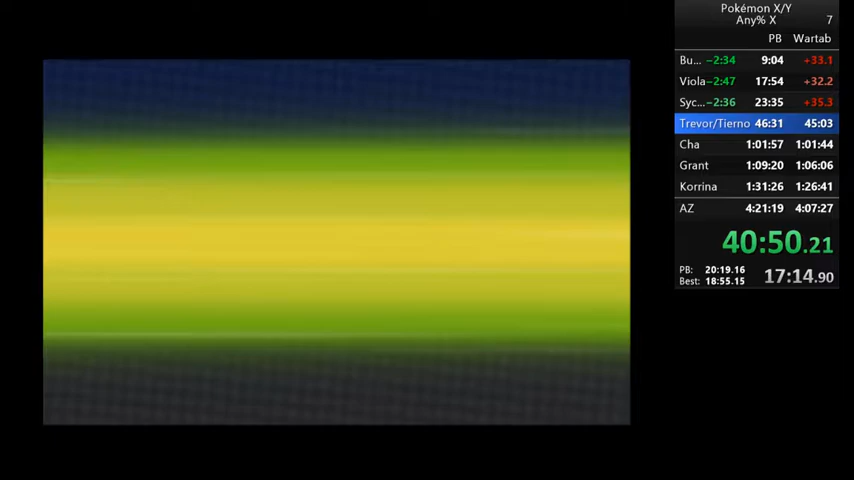 Pokémon X/Y
Any% X 7
PB Wartab
Bu... -2:34 9:04 +33.1
Viola -2:47 17:54 +32.2
Syc... -2:36 23:35 +35.3
Trevor/Tierno 46:31 45:03
Cha 1:01:57 1:01:44
Grant 1:09:20 1:06:06
Korrina 1:31:26 1:26:41
AZ 4:21:19 4:07:27
40:50.21
PB: 20:19.16
Best: 18:55.15
17:14.90